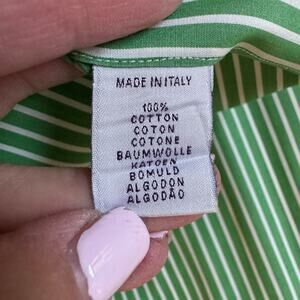 MADE IN ITALY
100%
COTTON
COTON
COTONE
BAUMWOLLE
KATOEN
BOMULD
ALGODON
ALGODÃO